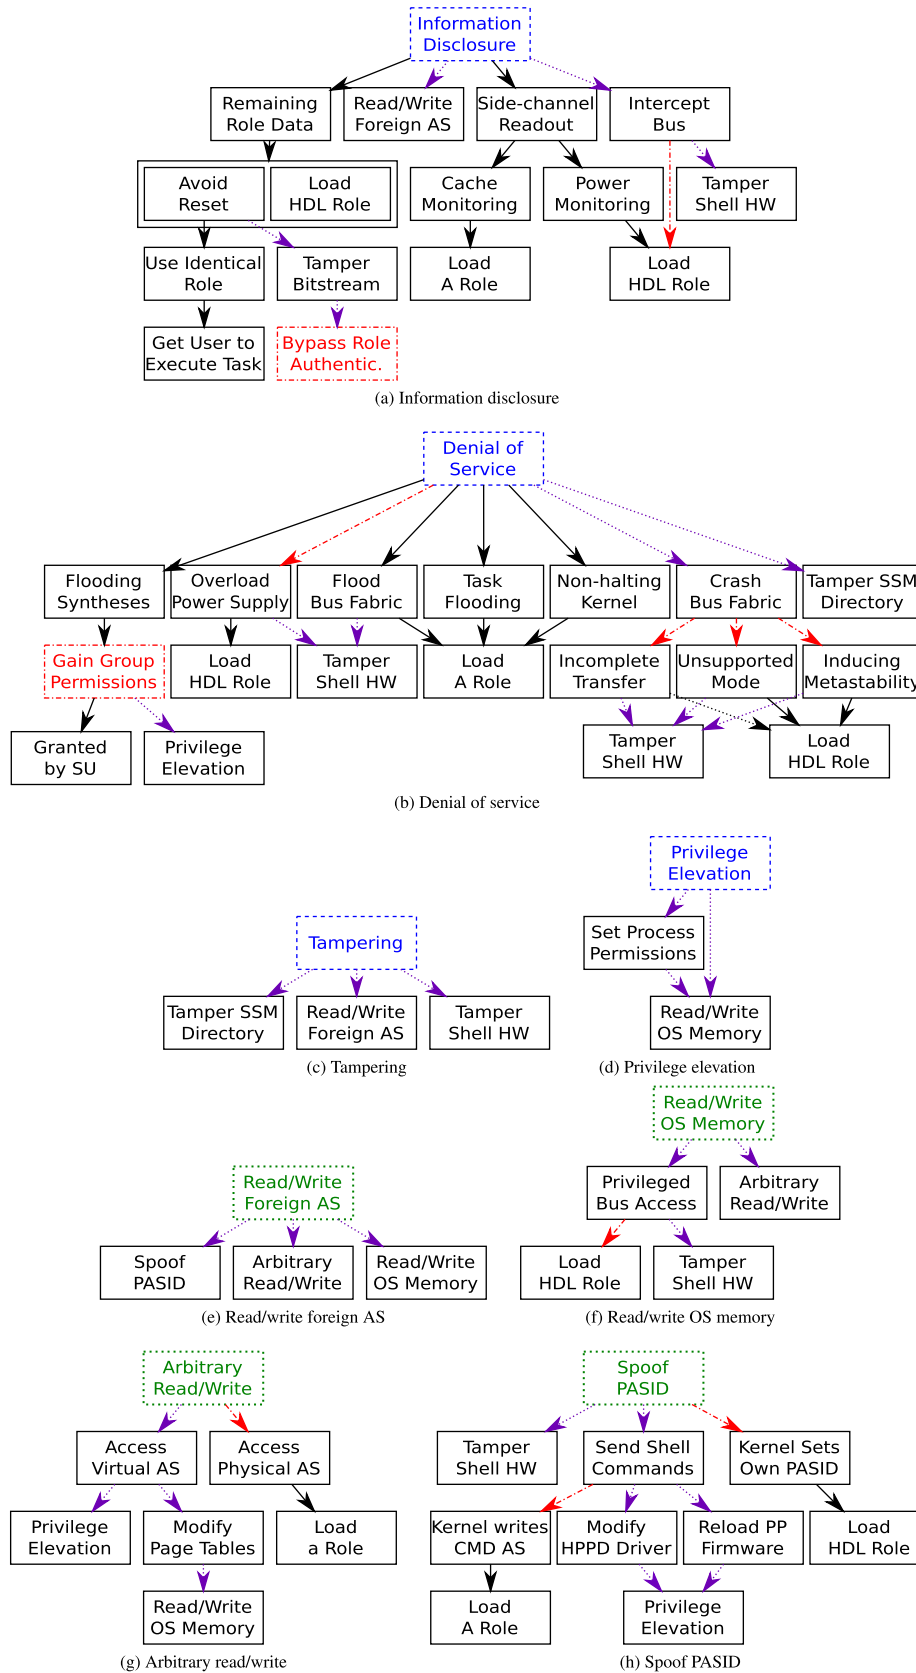 Information
Disclosure
Remaining
Role Data
Read/Write
Foreign AS
Side-channel
Readout
Intercept
Bus
Avoid
Reset
Load
HDL Role
Cache
Monitoring
Power
Monitoring
Tamper
Shell HW
Use Identical
Role
Tamper
Bitstream
Load
A Role
Load
HDL Role
Get User to
Execute Task
Bypass Role
Authentic.
(a) Information disclosure
Denial of
Service
Flooding
Syntheses
Overload
Power Supply
Flood
Bus Fabric
Task
Flooding
Non-halting
Kernel
Crash
Bus Fabric
Tamper SSM
Directory
Gain Group
Permissions
Load
HDL Role
Tamper
Shell HW
Load
A Role
Incomplete
Transfer
Unsupported
Mode
Inducing
Metastability
Granted
by SU
Privilege
Elevation
Tamper
Shell HW
Load
HDL Role
(b) Denial of service
Tampering
Tamper SSM
Directory
Read/Write
Foreign AS
Tamper
Shell HW
(c) Tampering
Privilege
Elevation
Set Process
Permissions
Read/Write
OS Memory
(d) Privilege elevation
Read/Write
Foreign AS
Spoof
PASID
Arbitrary
Read/Write
Read/Write
OS Memory
(e) Read/write foreign AS
Read/Write
OS Memory
Privileged
Bus Access
Arbitrary
Read/Write
Load
HDL Role
Tamper
Shell HW
(f) Read/write OS memory
Arbitrary
Read/Write
Access
Virtual AS
Access
Physical AS
Privilege
Elevation
Modify
Page Tables
Load
a Role
Read/Write
OS Memory
(g) Arbitrary read/write
Spoof
PASID
Tamper
Shell HW
Send Shell
Commands
Kernel Sets
Own PASID
Kernel writes
CMD AS
Modify
HPPD Driver
Reload PP
Firmware
Load
HDL Role
Load
A Role
Privilege
Elevation
(h) Spoof PASID